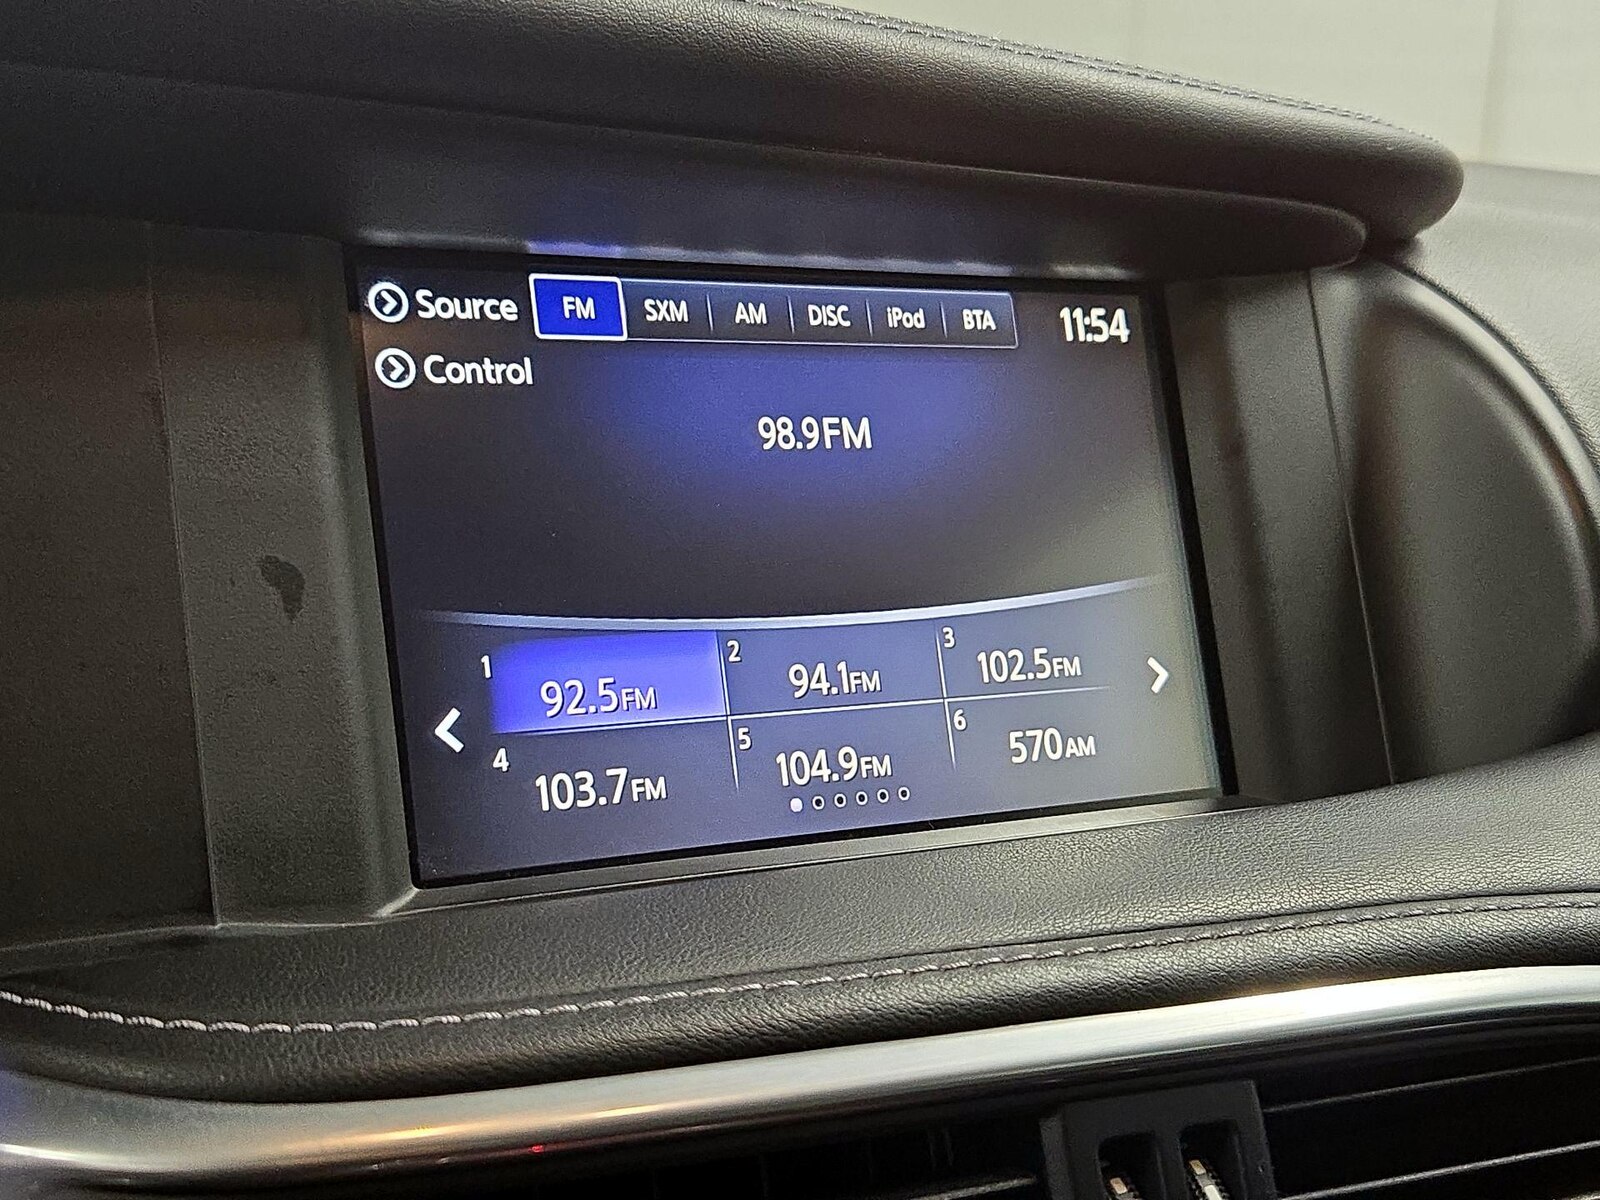 Source FM SXM AM DISC iPod BTA 11:54
Control
98.9FM
1 92.5FM 2 94.1FM 3 102.5FM
4 103.7FM 5 104.9FM 6 570AM